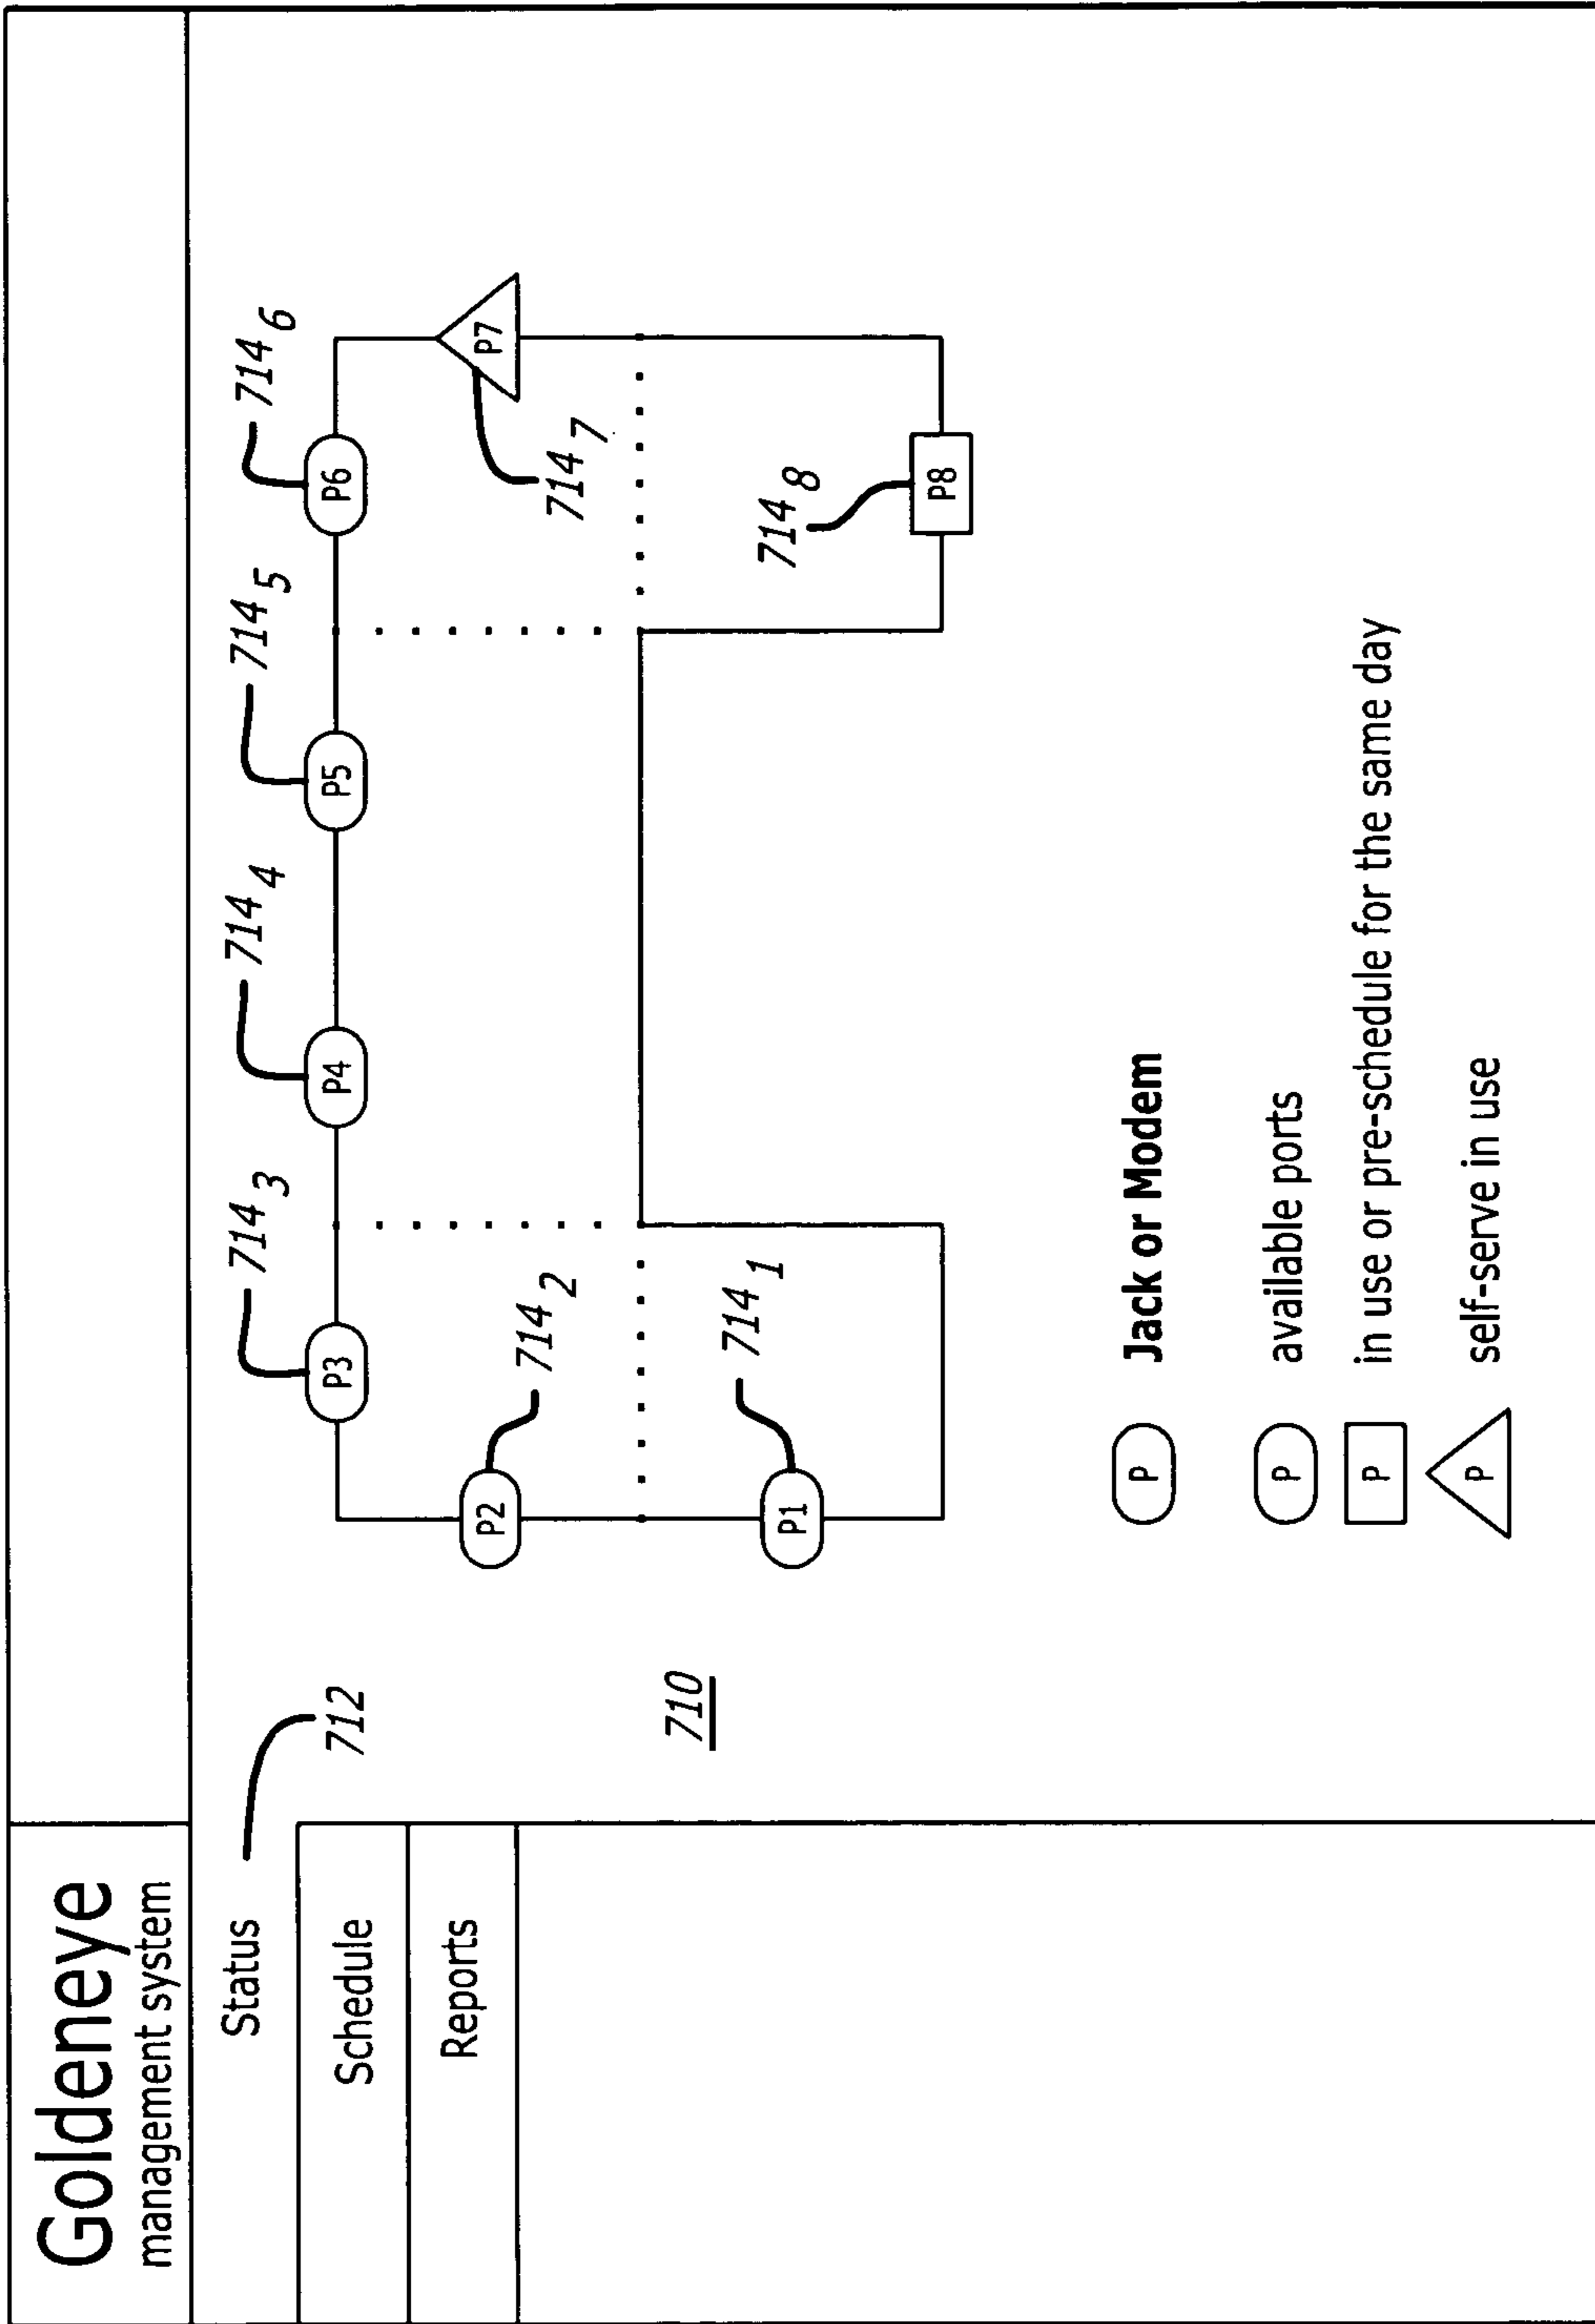 Goldeneye
management system
Status
712
Schedule
Reports
710
714 3
714 4
714 5
714 6
P3
P4
P5
P6
P2
714 2
714 7
P7
P1
714 1
714 8
P8
P Jack or Modem
P available ports
P in use or pre-schedule for the same day
P self-serve in use